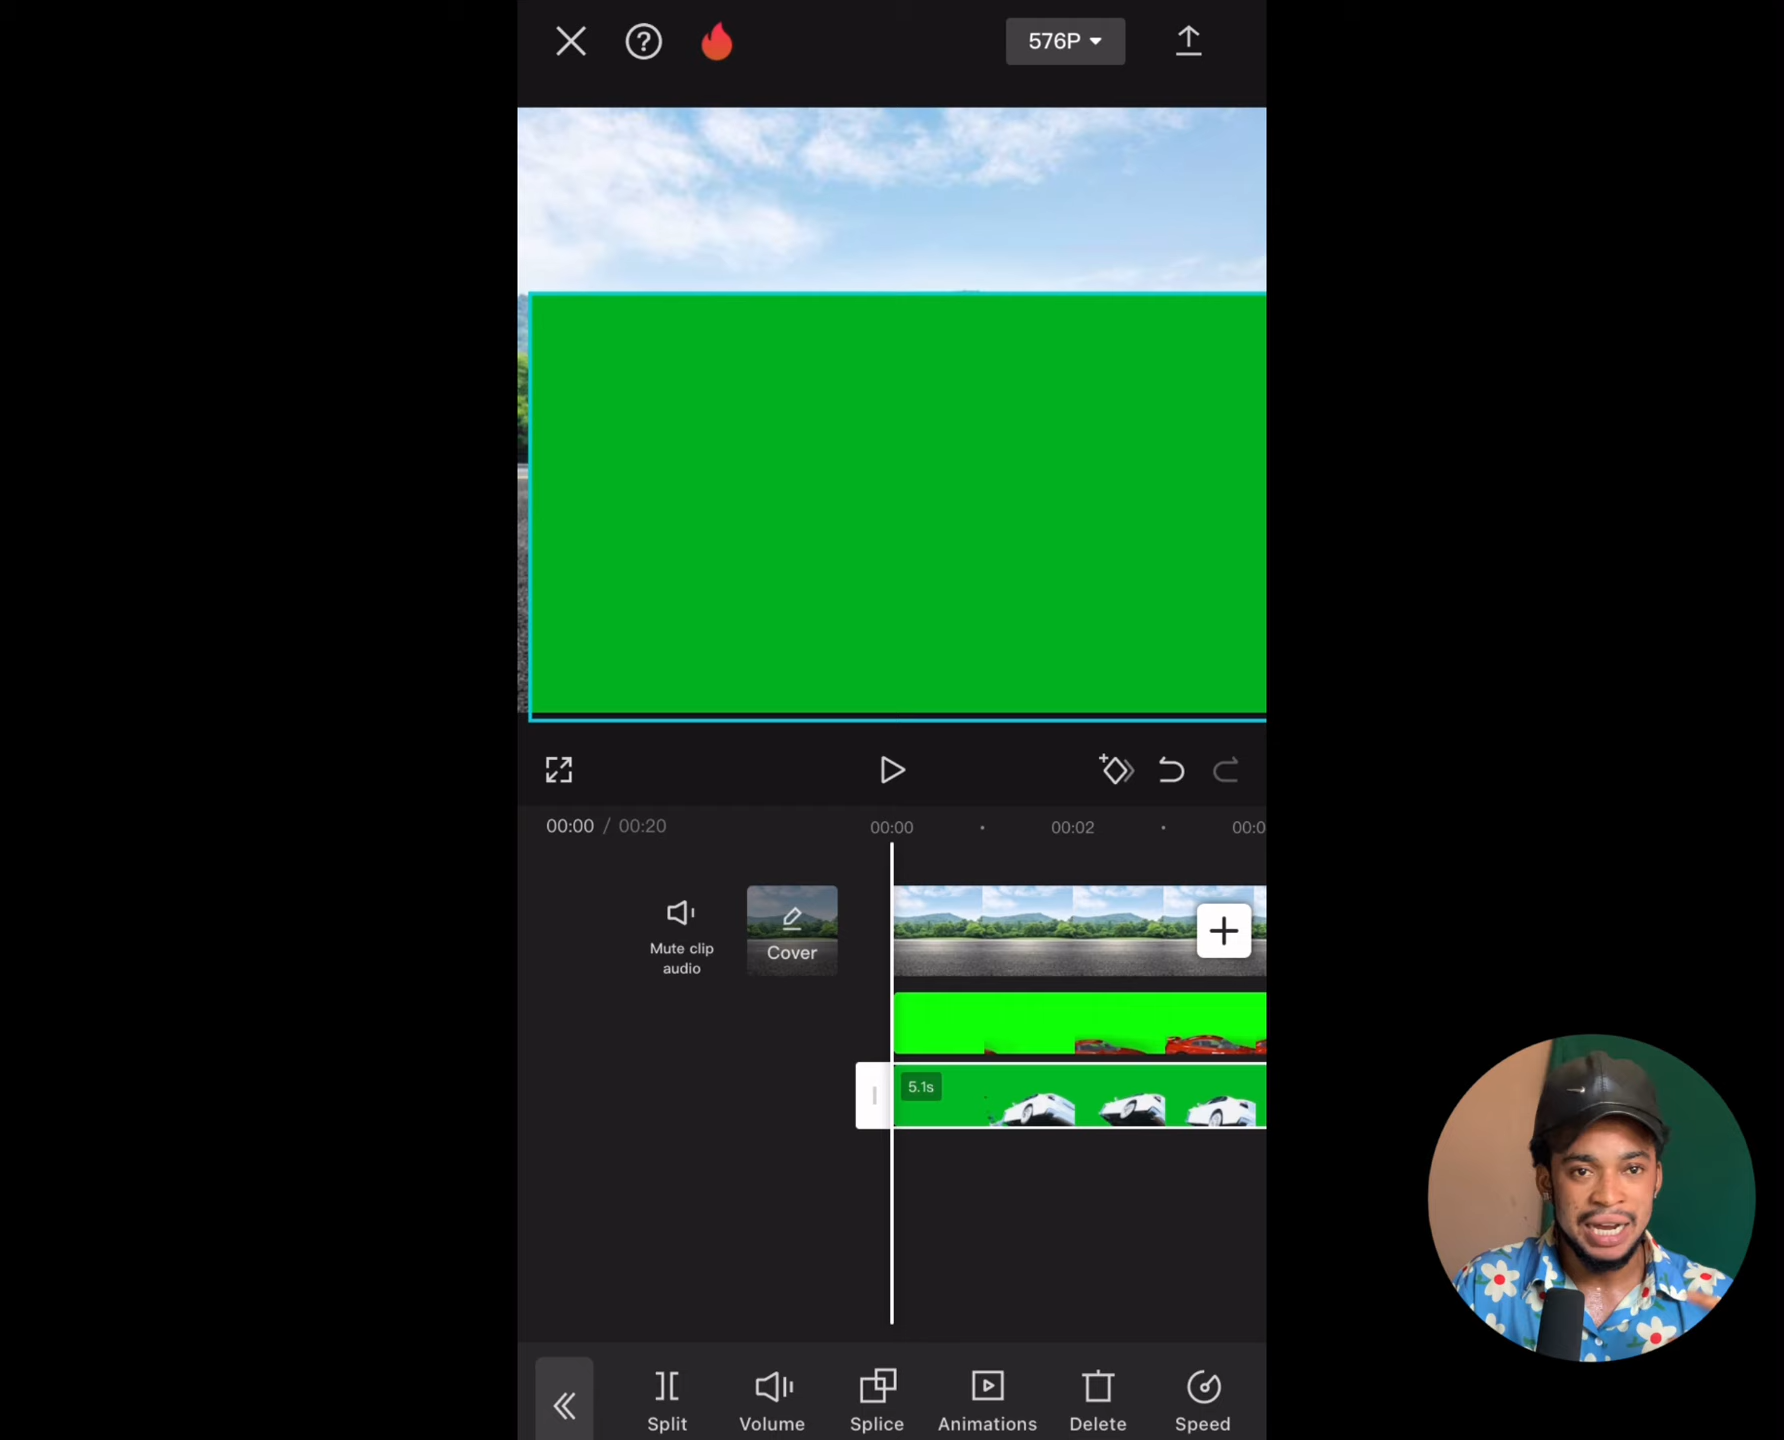 576P
00:00 / 00:20
00:00
00:02
00:0
Mute clip
audio
Cover
5.1s
Split
Volume
Splice
Animations
Delete
Speed